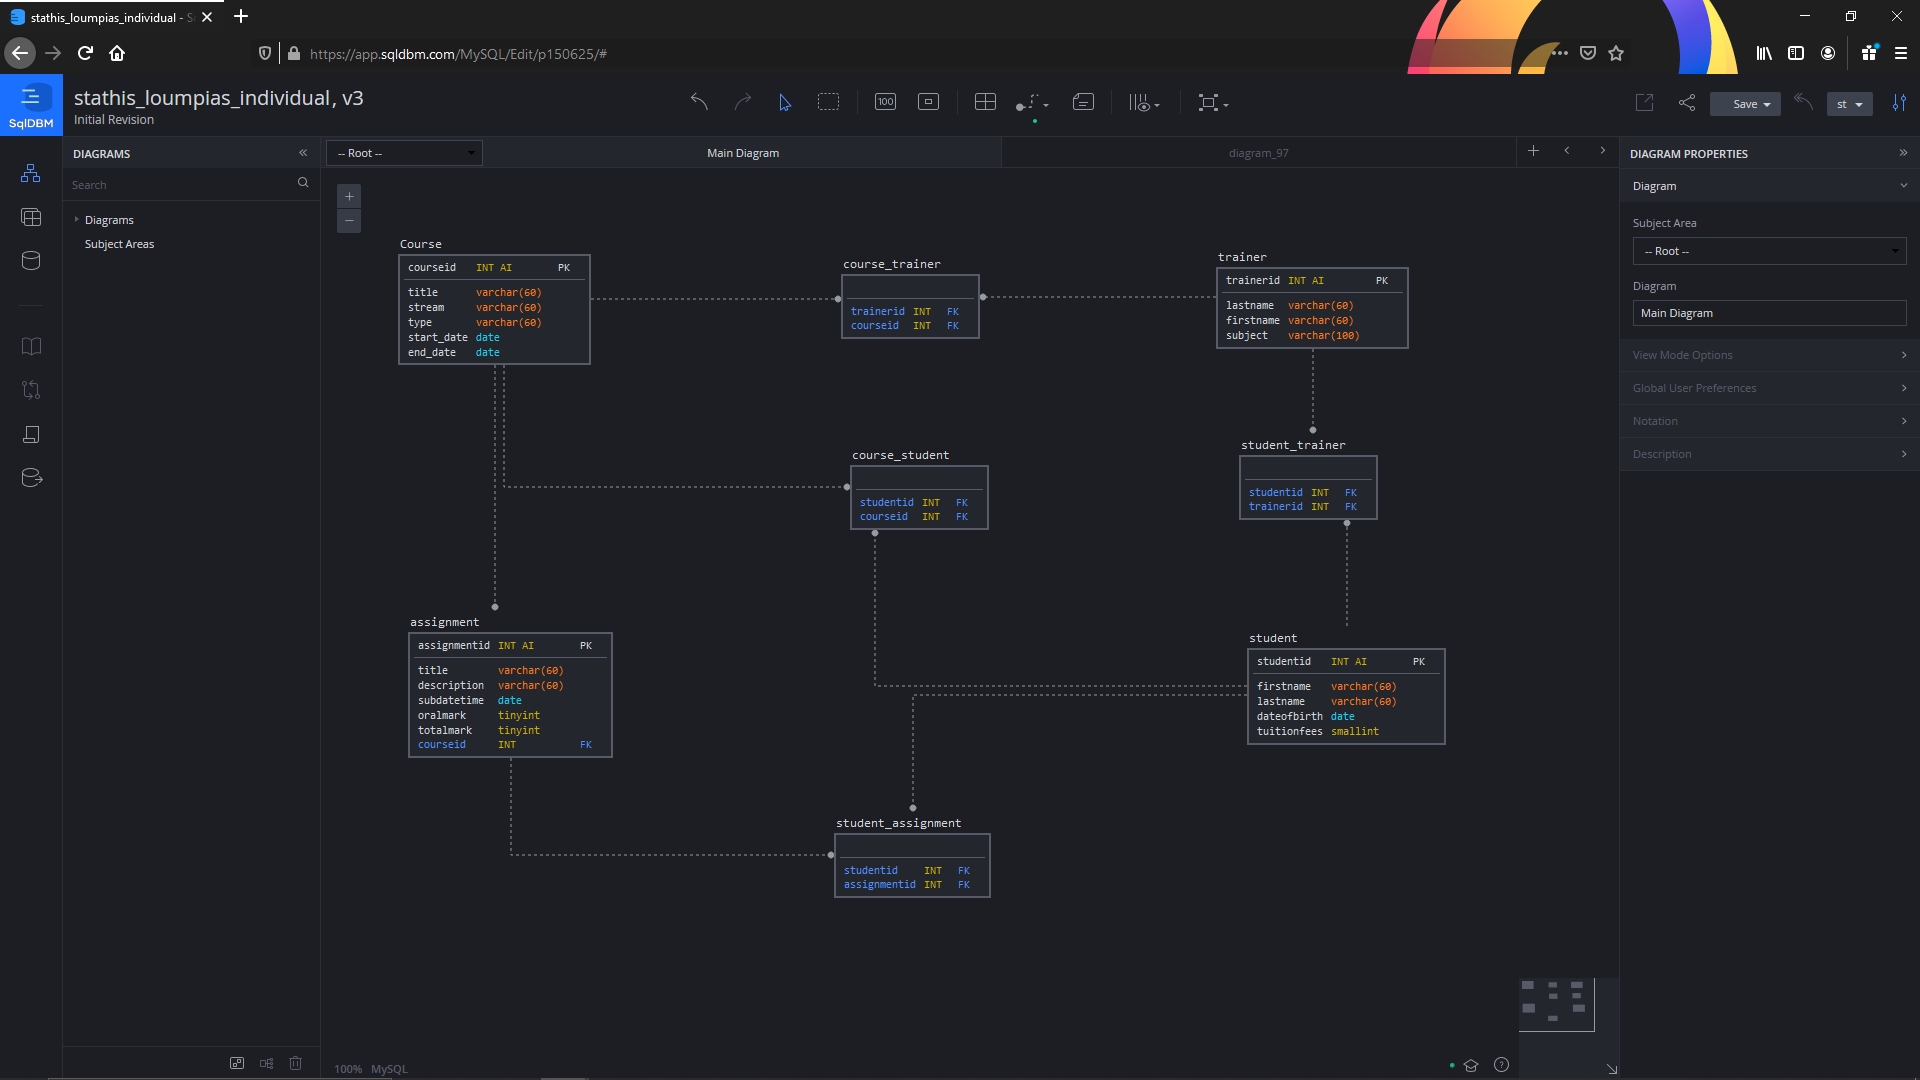 stathis_loumpias_individual - S
https://app.sqldbm.com/MySQL/Edit/p150625/#
SqlDBM
stathis_loumpias_individual, v3
Initial Revision
100
Save
st
DIAGRAMS
Search
Diagrams
Subject Areas
-- Root --
Main Diagram
diagram_97
Course
courseid INT AI PK
title varchar(60)
stream varchar(60)
type varchar(60)
start_date date
end_date date
course_trainer
trainerid INT FK
courseid INT FK
trainer
trainerid INT AI PK
lastname varchar(60)
firstname varchar(60)
subject varchar(100)
course_student
studentid INT FK
courseid INT FK
student_trainer
studentid INT FK
trainerid INT FK
assignment
assignmentid INT AI PK
title varchar(60)
description varchar(60)
subdatetime date
oralmark tinyint
totalmark tinyint
courseid INT FK
student
studentid INT AI PK
firstname varchar(60)
lastname varchar(60)
dateofbirth date
tuitionfees smallint
student_assignment
studentid INT FK
assignmentid INT FK
100% MySQL
DIAGRAM PROPERTIES
Diagram
Subject Area
-- Root --
Diagram
Main Diagram
View Mode Options
Global User Preferences
Notation
Description